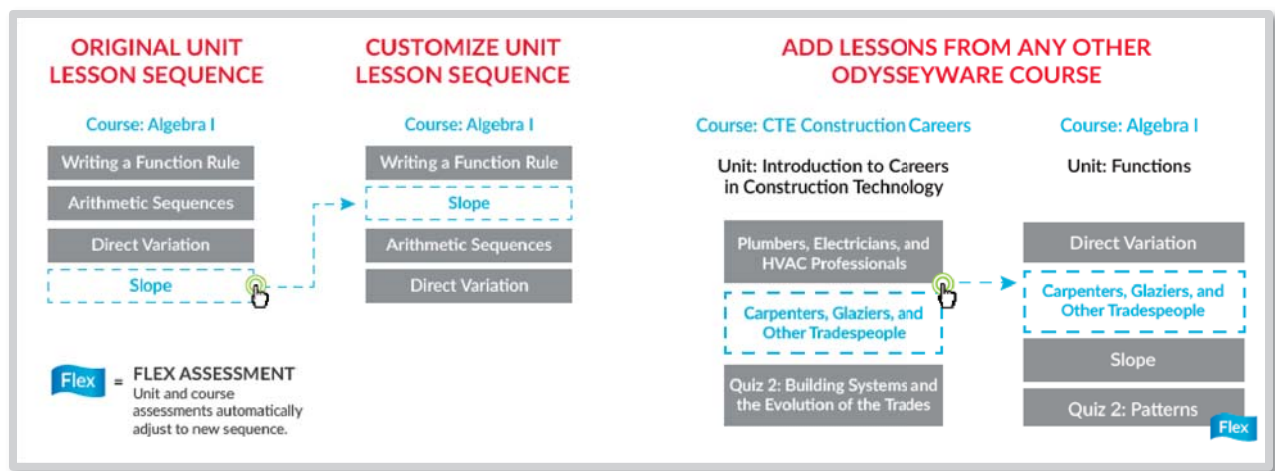 ORIGINAL UNIT
LESSON SEQUENCE
Course: Algebra I
Writing a Function Rule
Arithmetic Sequences
Direct Variation
Slope
CUSTOMIZE UNIT
LESSON SEQUENCE
Course: Algebra I
Writing a Function Rule
Slope
Arithmetic Sequences
Direct Variation
Flex = FLEX ASSESSMENT
Unit and course
assessments automatically
adjust to new sequence.
ADD LESSONS FROM ANY OTHER
ODYSSEYWARE COURSE
Course: CTE Construction Careers
Unit: Introduction to Careers
in Construction Technology
Plumbers, Electricians, and
HVAC Professionals
Carpenters, Glaziers, and
Other Tradespeople
Quiz 2: Building Systems and
the Evolution of the Trades
Course: Algebra I
Unit: Functions
Direct Variation
Carpenters, Glaziers, and
Other Tradespeople
Slope
Quiz 2: Patterns
Flex